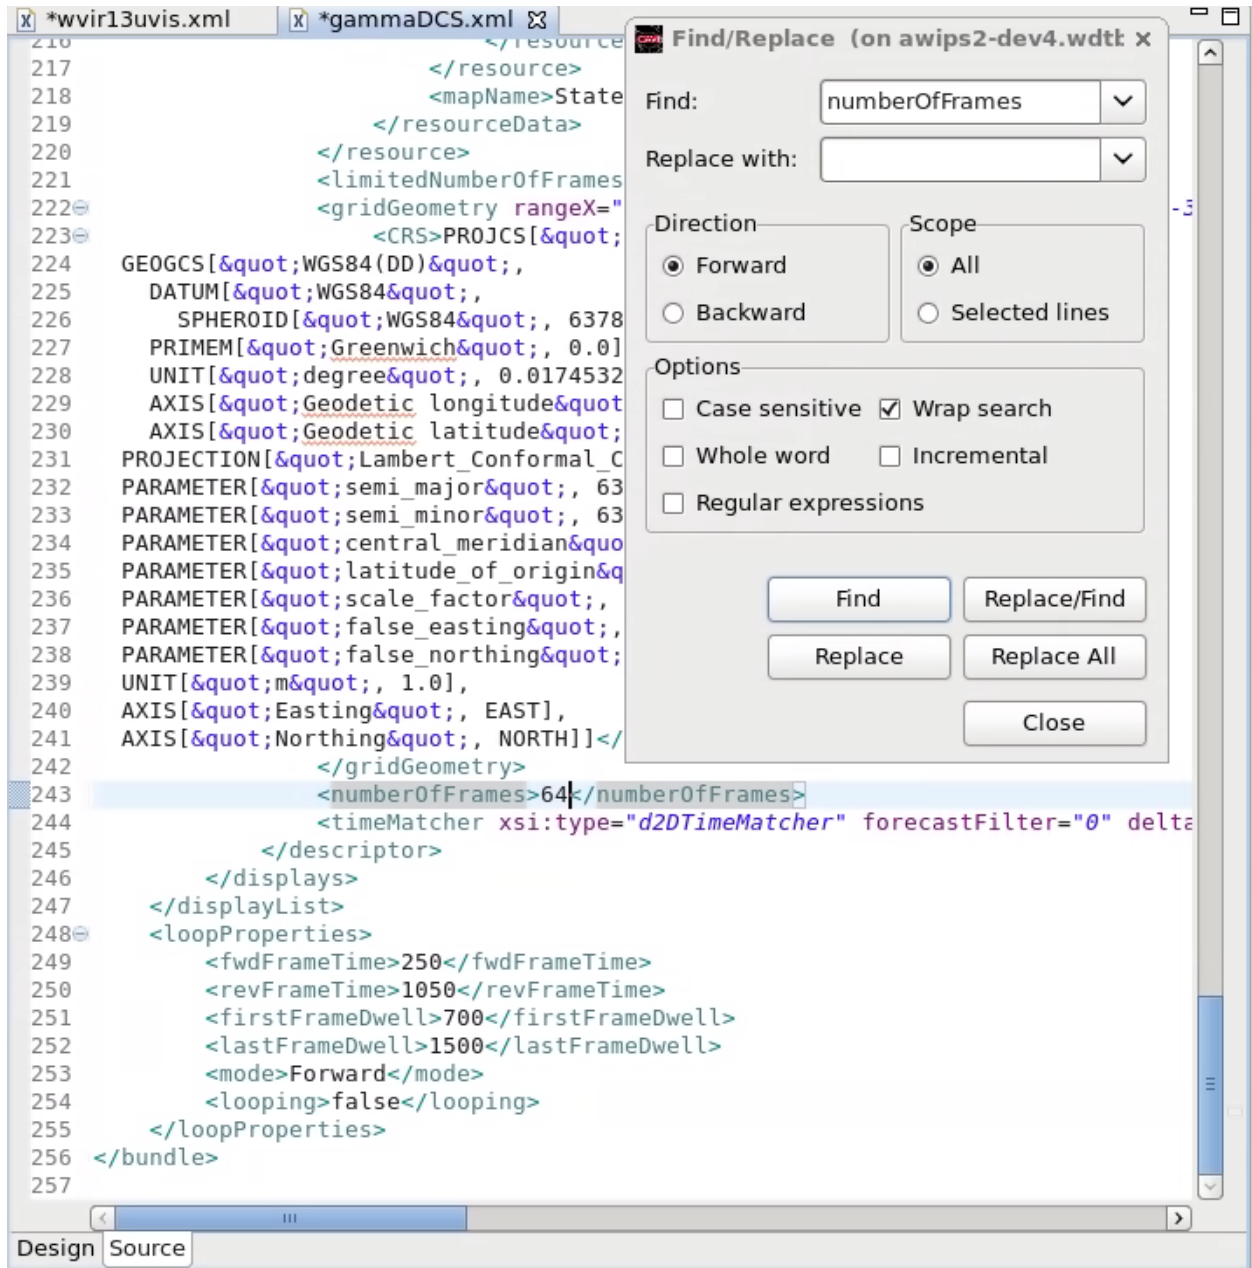 *wvir13uvis.xml
*gammaDCS.xml
216 </resource
217 </resource>
218 <mapName>State
219 </resourceData>
220 </resource>
221 <limitedNumberOfFrames
222 <gridGeometry rangeX="
223 <CRS>PROJCS[&quot;
224 GEOGCS[&quot;WGS84(DD)&quot;,
225 DATUM[&quot;WGS84&quot;,
226 SPHEROID[&quot;WGS84&quot;, 6378
227 PRIMEM[&quot;Greenwich&quot;, 0.0]
228 UNIT[&quot;degree&quot;, 0.0174532
229 AXIS[&quot;Geodetic longitude&quot
230 AXIS[&quot;Geodetic latitude&quot;
231 PROJECTION[&quot;Lambert_Conformal_C
232 PARAMETER[&quot;semi_major&quot;, 63
233 PARAMETER[&quot;semi_minor&quot;, 63
234 PARAMETER[&quot;central_meridian&quo
235 PARAMETER[&quot;latitude_of_origin&q
236 PARAMETER[&quot;scale_factor&quot;,
237 PARAMETER[&quot;false_easting&quot;,
238 PARAMETER[&quot;false_northing&quot;
239 UNIT[&quot;m&quot;, 1.0],
240 AXIS[&quot;Easting&quot;, EAST],
241 AXIS[&quot;Northing&quot;, NORTH]]</
242 </gridGeometry>
243 <numberOfFrames>64</numberOfFrames>
244 <timeMatcher xsi:type="d2DTimeMatcher" forecastFilter="0" delta
245 </descriptor>
246 </displays>
247 </displayList>
248 <loopProperties>
249 <fwdFrameTime>250</fwdFrameTime>
250 <revFrameTime>1050</revFrameTime>
251 <firstFrameDwell>700</firstFrameDwell>
252 <lastFrameDwell>1500</lastFrameDwell>
253 <mode>Forward</mode>
254 <looping>false</looping>
255 </loopProperties>
256 </bundle>
257
Design Source
Find/Replace (on awips2-dev4.wdtb
Find: numberOfFrames
Replace with:
Direction
Forward
Backward
Scope
All
Selected lines
Options
Case sensitive Wrap search
Whole word Incremental
Regular expressions
Find Replace/Find
Replace Replace All
Close